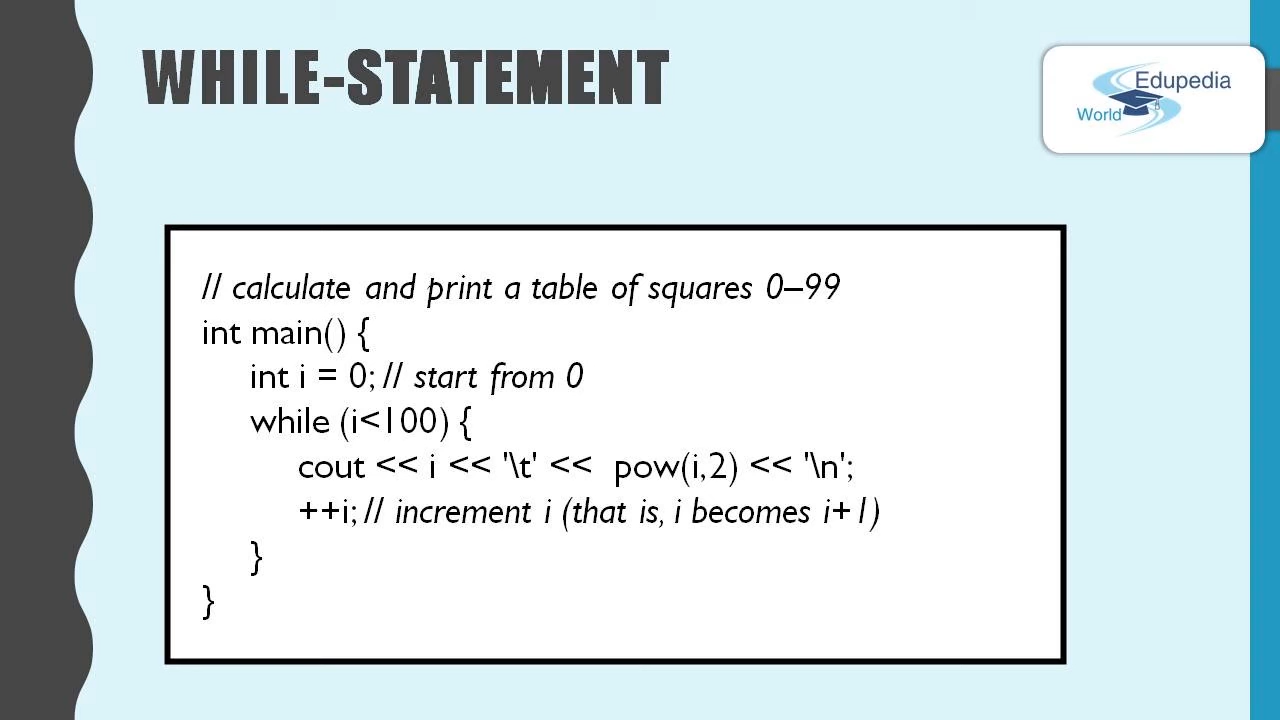 WHILE-STATEMENT
Edupedia
World
// calculate and print a table of squares 0–99
int main() {
int i = 0; // start from 0
while (i<100) {
cout << i << '\t' << pow(i,2) << '\n';
++i; // increment i (that is, i becomes i+1)
}
}